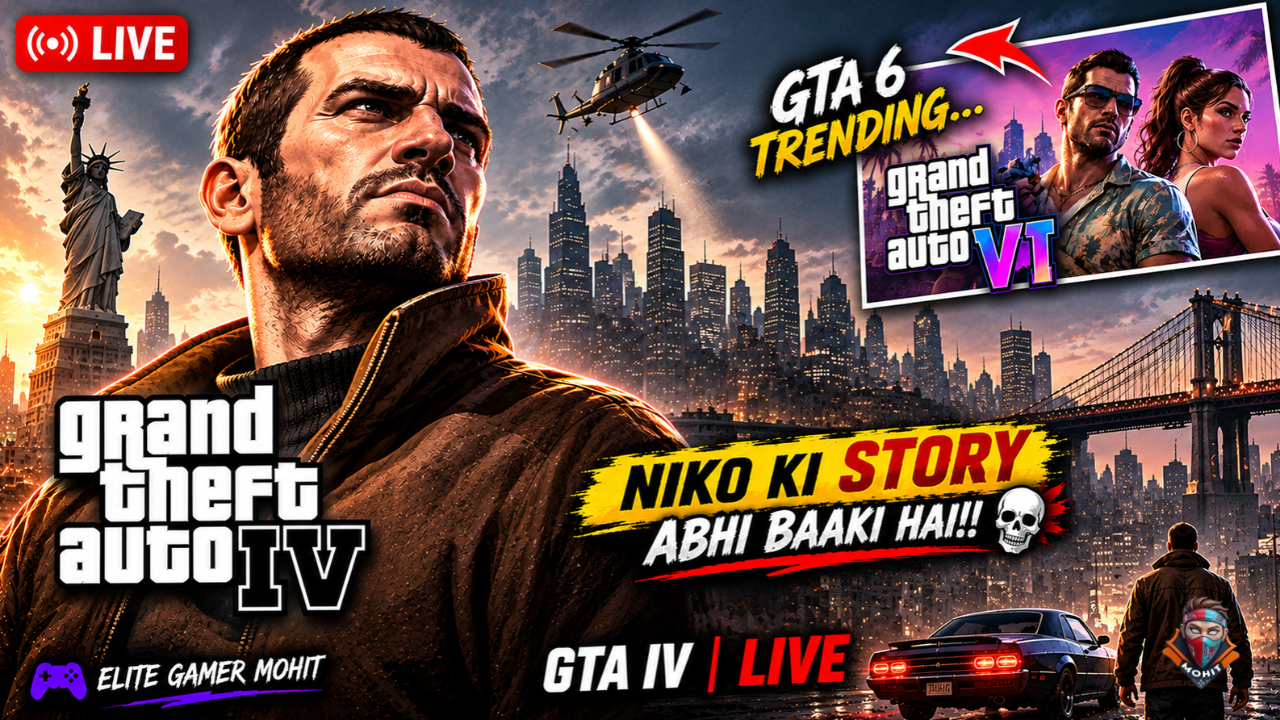 LIVE
GTA 6
TRENDING...
grand
theft
auto VI
grand
theft
auto IV
NIKO KI STORY
ABHI BAAKI HAI!!
GTA IV | LIVE
ELITE GAMER MOHIT
MOHIT